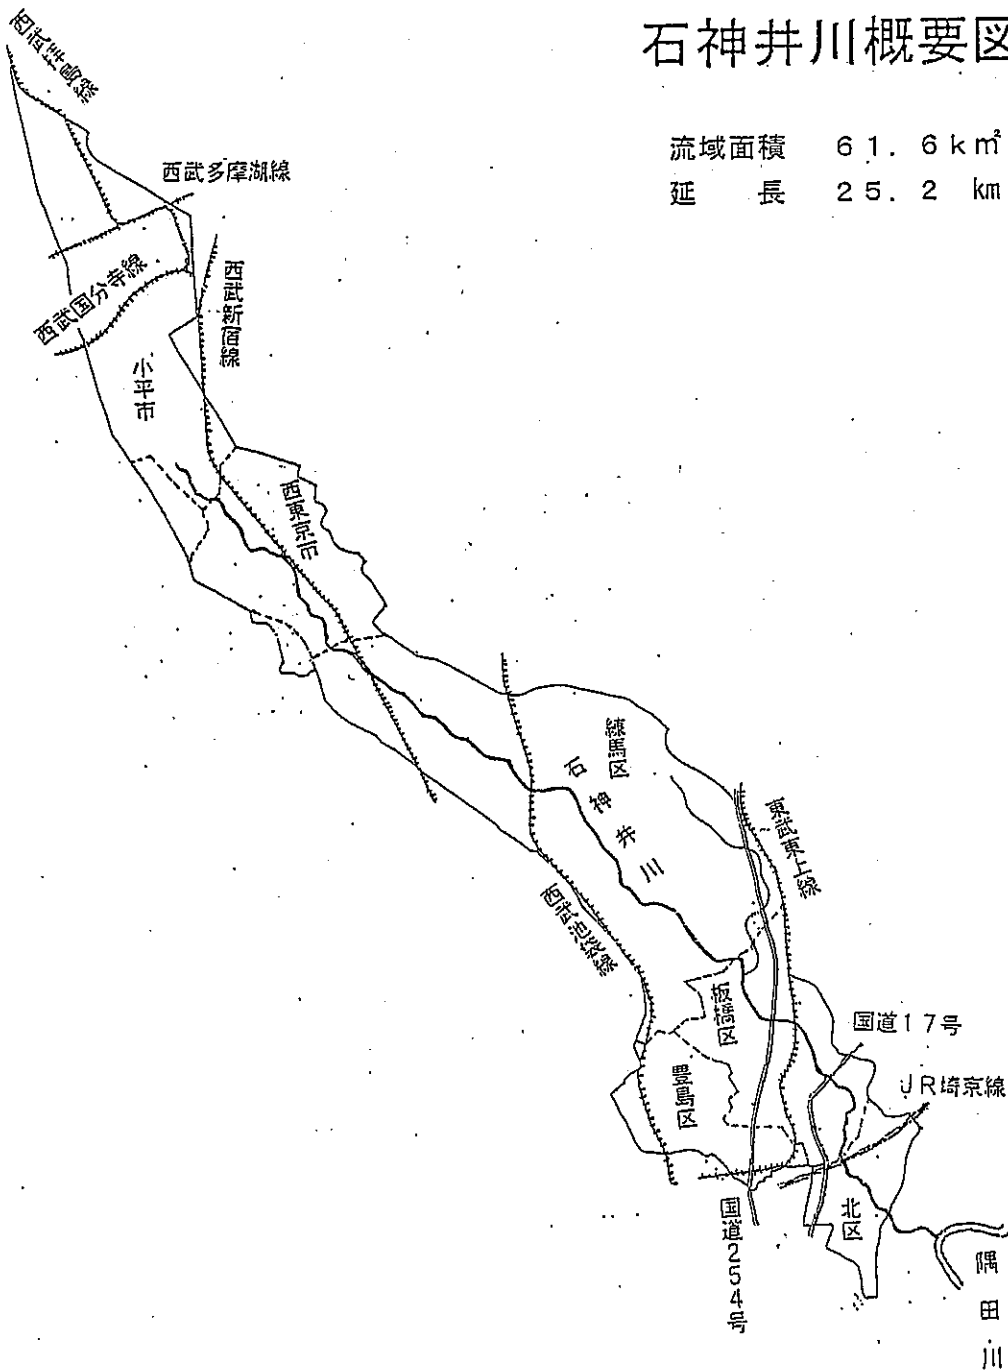 石神井川概要図
流域面積 61.6km²
延長 25.2 km
西武拝島線
西武多摩湖線
西武国分寺線
西武新宿線
小平市
西東京市
練馬区
石神井川
東武東上線
西武池袋線
板橋区
国道17号
豊島区
JR埼京線
国道254号
北区
隅田川